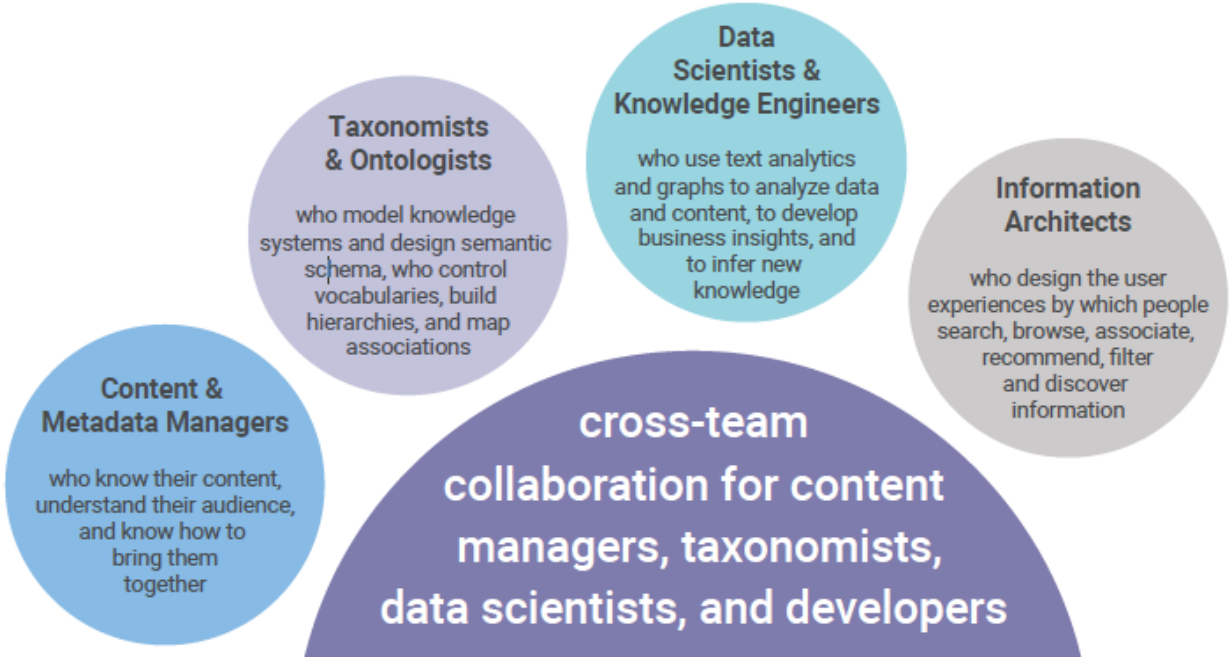 Data
Scientists &
Knowledge Engineers
who use text analytics
and graphs to analyze data
and content, to develop
business insights, and
to infer new
knowledge
Taxonomists
& Ontologists
who model knowledge
systems and design semantic
schema, who control
vocabularies, build
hierarchies, and map
associations
Information
Architects
who design the user
experiences by which people
search, browse, associate,
recommend, filter
and discover
information
Content &
Metadata Managers
who know their content,
understand their audience,
and know how to
bring them
together
cross-team
collaboration for content
managers, taxonomists,
data scientists, and developers